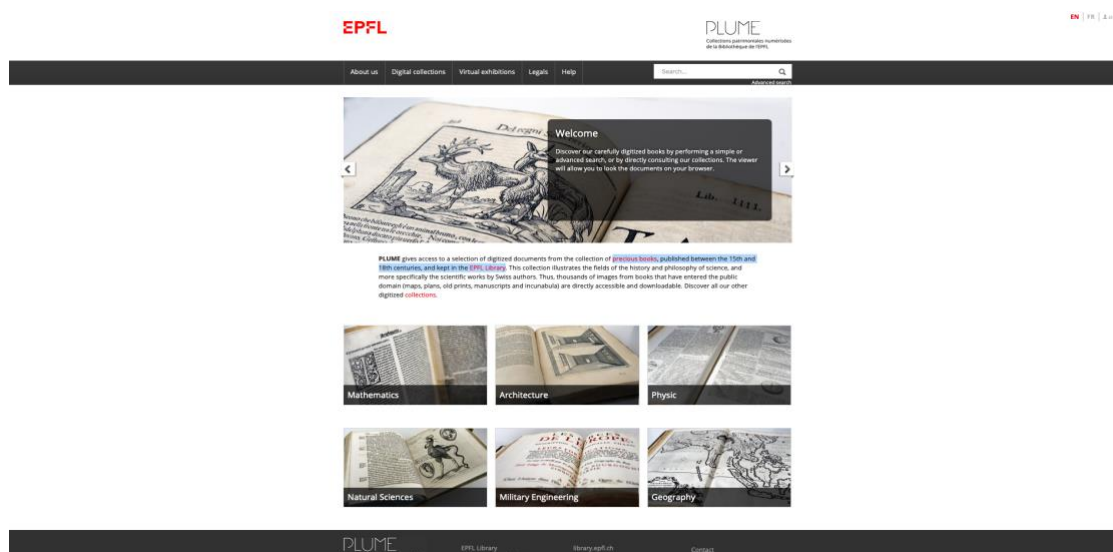 EPFL
PLUME
Collections patrimoniales numérisées
de la Bibliothèque de l'EPFL
EN | FR |
About us Digital collections Virtual exhibitions Legals Help Search...
Advanced search
Del regni
Welcome
Discover our carefully digitized books by performing a simple or
advanced search, or by directly consulting our collections. The viewer
will allow you to look the documents on your browser.
Lib. IIII.
PLUME gives access to a selection of digitized documents from the collection of precious books, published between the 15th and
18th centuries, and kept in the EPFL Library. This collection illustrates the fields of the history and philosophy of science, and
more specifically the scientific works by Swiss authors. Thus, thousands of images from books that have entered the public
domain (maps, plans, old prints, manuscripts and incunabula) are directly accessible and downloadable. Discover all our other
digitized collections.
Mathematics Architecture Physic
DE L'EUROPE
Natural Sciences Military Engineering Geography
PLUME EPFL Library library.epfl.ch Contact